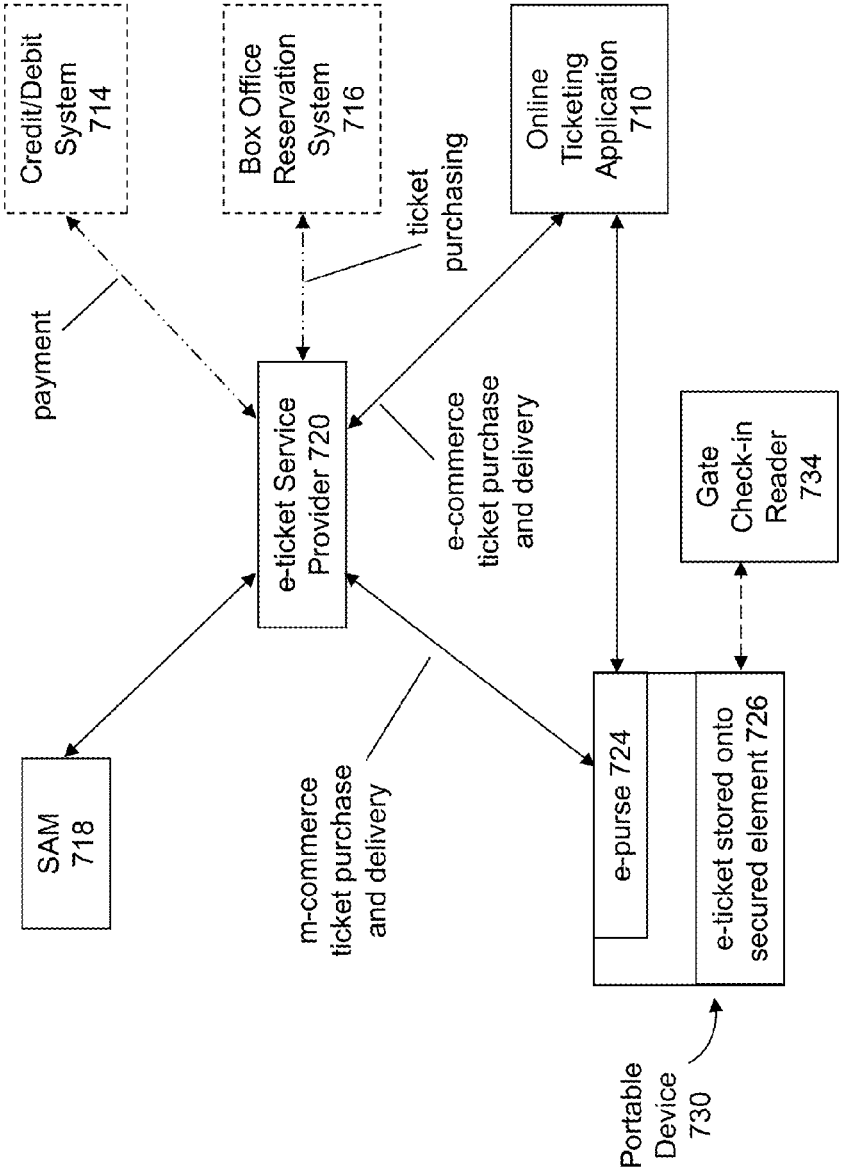 SAM
718
Credit/Debit
System
714
payment
e-ticket Service
Provider 720
Box Office
Reservation
System
716
m-commerce
ticket purchase
and delivery
ticket
purchasing
e-commerce
ticket purchase
and delivery
Online
Ticketing
Application
710
e-purse 724
e-ticket stored onto
secured element 726
Gate
Check-in
Reader
734
Portable
Device
730